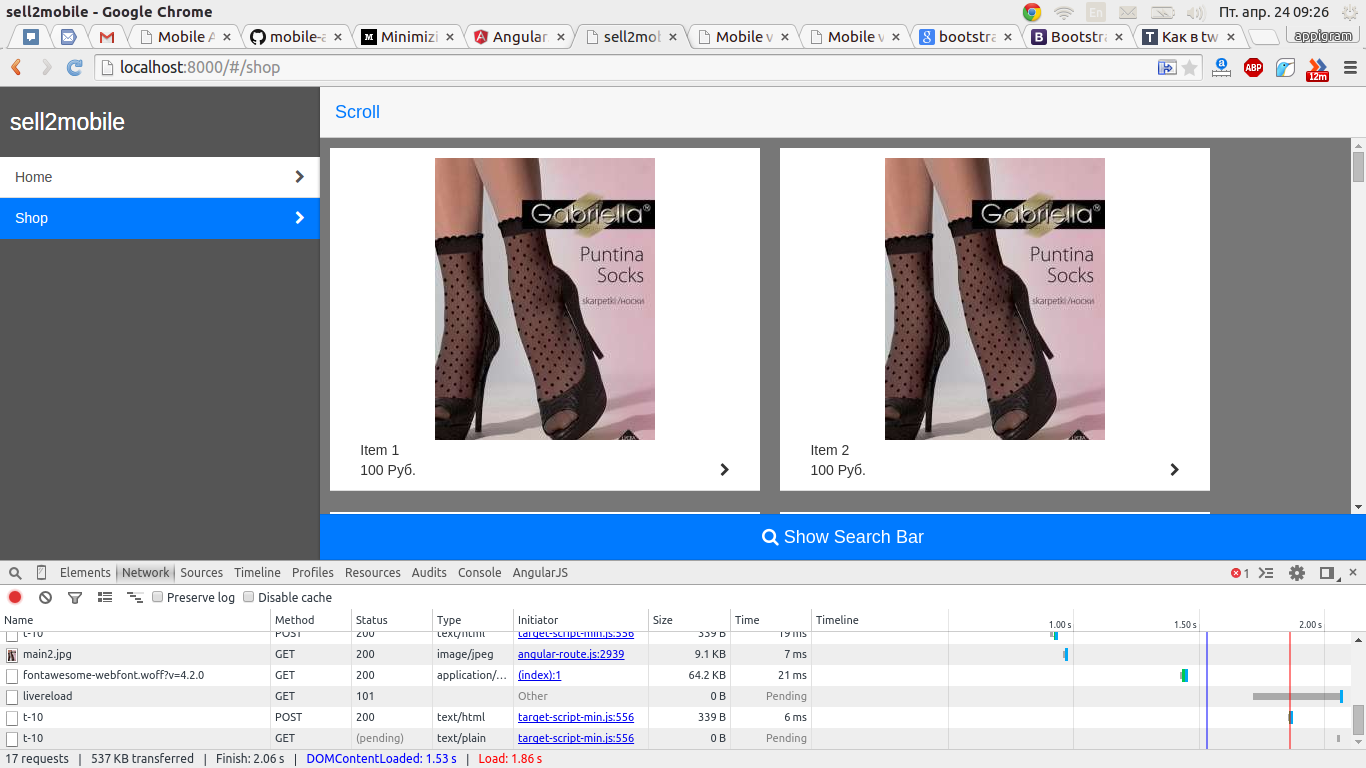 sell2mobile - Google Chrome
En
Пт. апр. 24 09:26
Mobile A
mobile-a
Minimizi
Angular.
sell2mob
Mobile v
Mobile v
bootstra
Bootstra
Как в tw
appigram
localhost:8000/#/shop
ABP
12m
sell2mobile
Scroll
Home
Shop
Gabriella®
Puntina
Socks
skarpetki/носки
Item 1
100 Руб.
Gabriella®
Puntina
Socks
skarpetki/носки
Item 2
100 Руб.
Show Search Bar
Elements Network Sources Timeline Profiles Resources Audits Console AngularJS
1
Preserve log Disable cache
Name Method Status Type Initiator Size Time Timeline 1.00 s 1.50 s 2.00 s
t-10 POST 200 text/html target-script-min.js:556 339 B 19 ms
main2.jpg GET 200 image/jpeg angular-route.js:2939 9.1 KB 7 ms
fontawesome-webfont.woff?v=4.2.0 GET 200 application/... (index):1 64.2 KB 21 ms
livereload GET 101 Other 0 B Pending
t-10 POST 200 text/html target-script-min.js:556 339 B 6 ms
t-10 GET (pending) text/plain target-script-min.js:556 0 B Pending
17 requests | 537 KB transferred | Finish: 2.06 s | DOMContentLoaded: 1.53 s | Load: 1.86 s